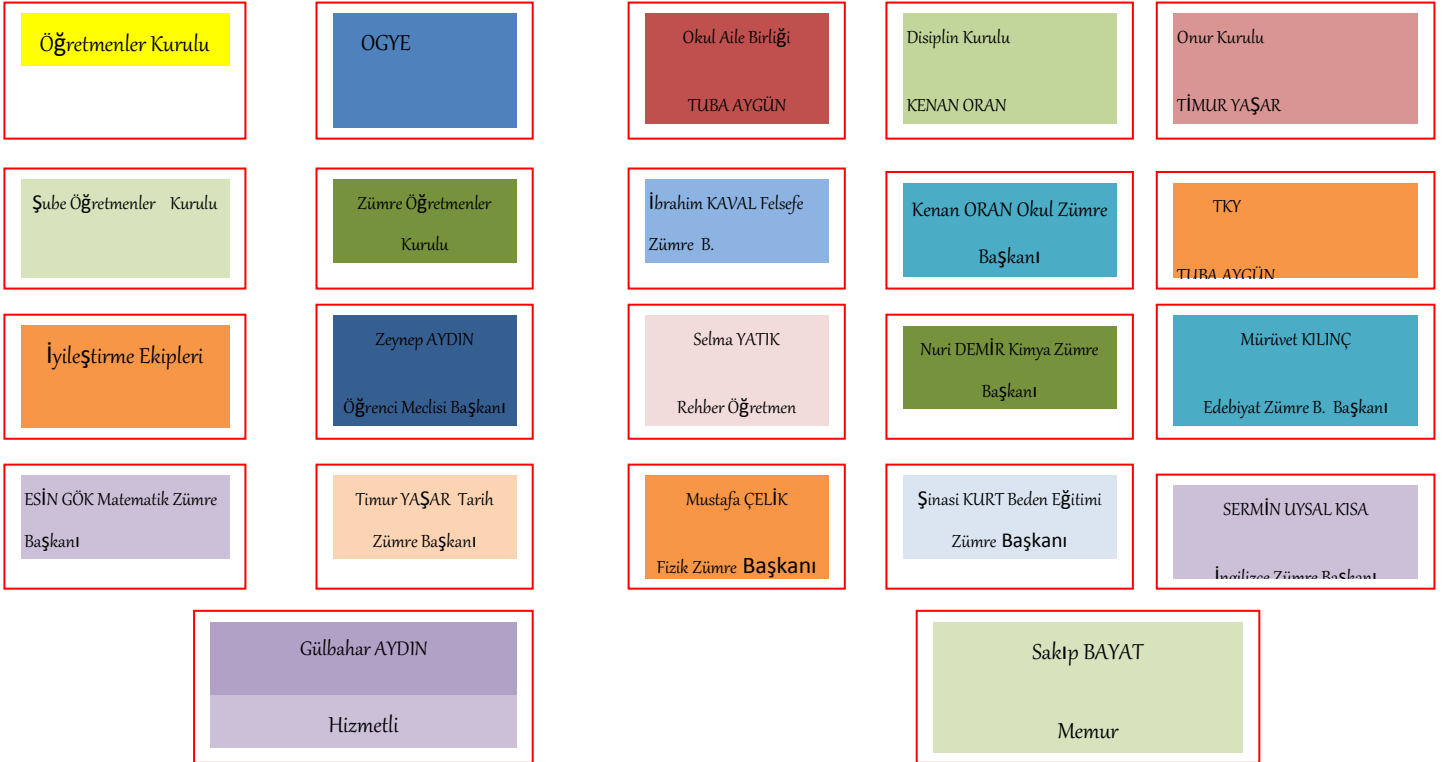 Öğretmenler Kurulu
OGYE
Okul Aile Birliği
TUBA AYGÜN
Disiplin Kurulu
KENAN ORAN
Onur Kurulu
TİMUR YAŞAR
Şube Öğretmenler Kurulu
Zümre Öğretmenler
Kurulu
İbrahim KAVAL Felsefe
Zümre B.
Kenan ORAN Okul Zümre
Başkanı
TKY
TUBA AYGÜN
İyileştirme Ekipleri
Zeynep AYDIN
Öğrenci Meclisi Başkanı
Selma YATIK
Rehber Öğretmen
Nuri DEMİR Kimya Zümre
Başkanı
Mürüvet KILINÇ
Edebiyat Zümre B. Başkanı
ESİN GÖK Matematik Zümre
Başkanı
Timur YAŞAR Tarih
Zümre Başkanı
Mustafa ÇELİK
Fizik Zümre Başkanı
Şinasi KURT Beden Eğitimi
Zümre Başkanı
SERMİN UYSAL KISA
İngilizce Zümre Başkanı
Gülbahar AYDIN
Hizmetli
Sakıp BAYAT
Memur